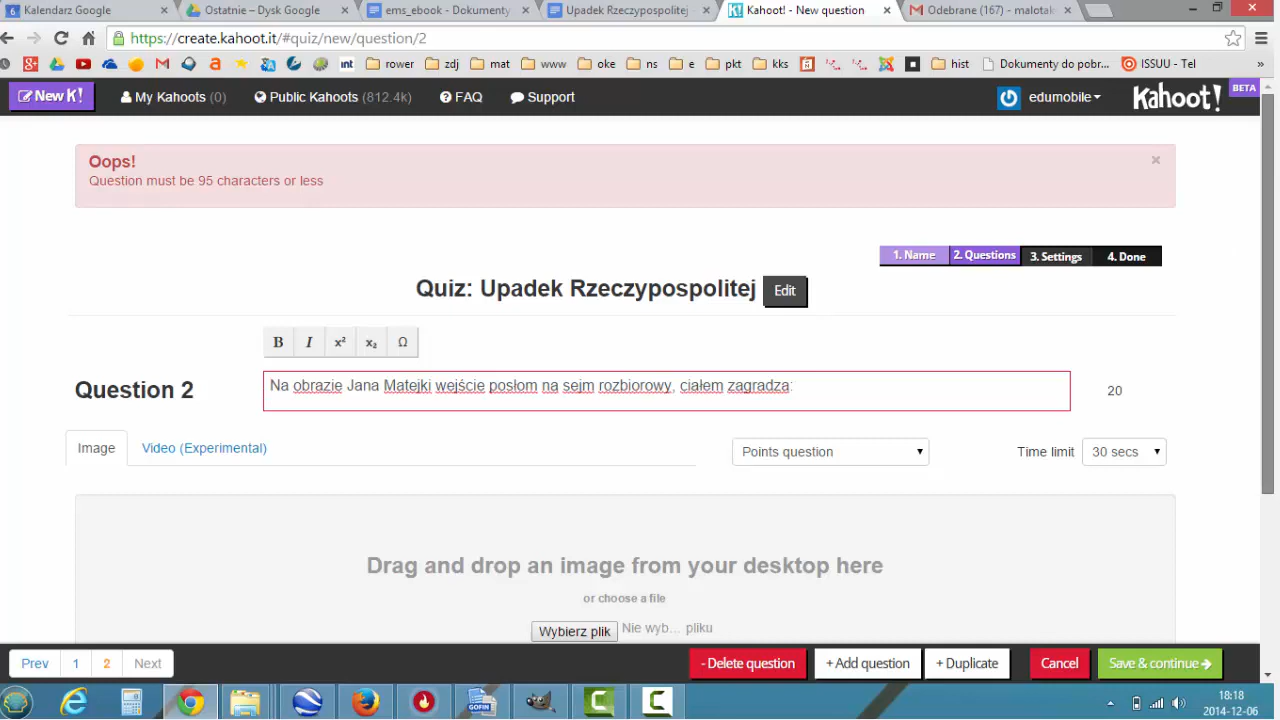 Kalendarz Google
Ostatnie – Dysk Google
ems_ebook - Dokumenty
Upadek Rzeczypospolitej
Kahoot! - New question
Odebrane (167) - malotak
https://create.kahoot.it/#quiz/new/question/2
int
rower
zdj
mat
www
oke
ns
e
pkt
kks
hist
Dokumenty do pobr...
ISSUU - Tel
»
New K!
My Kahoots (0)
Public Kahoots (812.4k)
FAQ
Support
edumobile
Kahoot!
BETA
Oops!
Question must be 95 characters or less
×
1. Name
2. Questions
3. Settings
4. Done
Quiz: Upadek Rzeczypospolitej
Edit
B I x² x₂ Ω
Question 2
Na obrazie Jana Matejki wejście posłom na sejm rozbiorowy, ciałem zagradza:
20
Image
Video (Experimental)
Points question
Time limit
30 secs
Drag and drop an image from your desktop here
or choose a file
Wybierz plik
Nie wyb... pliku
Prev
1
2
Next
- Delete question
+ Add question
+ Duplicate
Cancel
Save & continue
GOFIN
18:18
2014-12-06